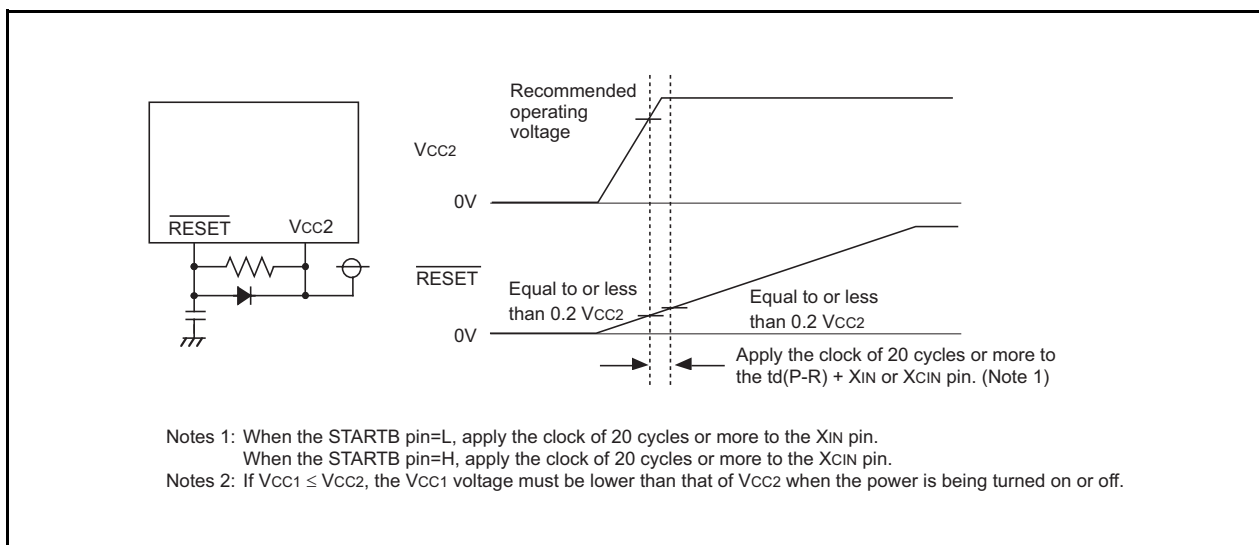 RESET
VCC2
Recommended
operating
voltage
VCC2
0V
RESET
Equal to or less
than 0.2 VCC2
Equal to or less
than 0.2 VCC2
0V
Apply the clock of 20 cycles or more to
the td(P-R) + XIN or XCIN pin. (Note 1)
Notes 1: When the STARTB pin=L, apply the clock of 20 cycles or more to the XIN pin.
When the STARTB pin=H, apply the clock of 20 cycles or more to the XCIN pin.
Notes 2: If VCC1 ≤ VCC2, the VCC1 voltage must be lower than that of VCC2 when the power is being turned on or off.